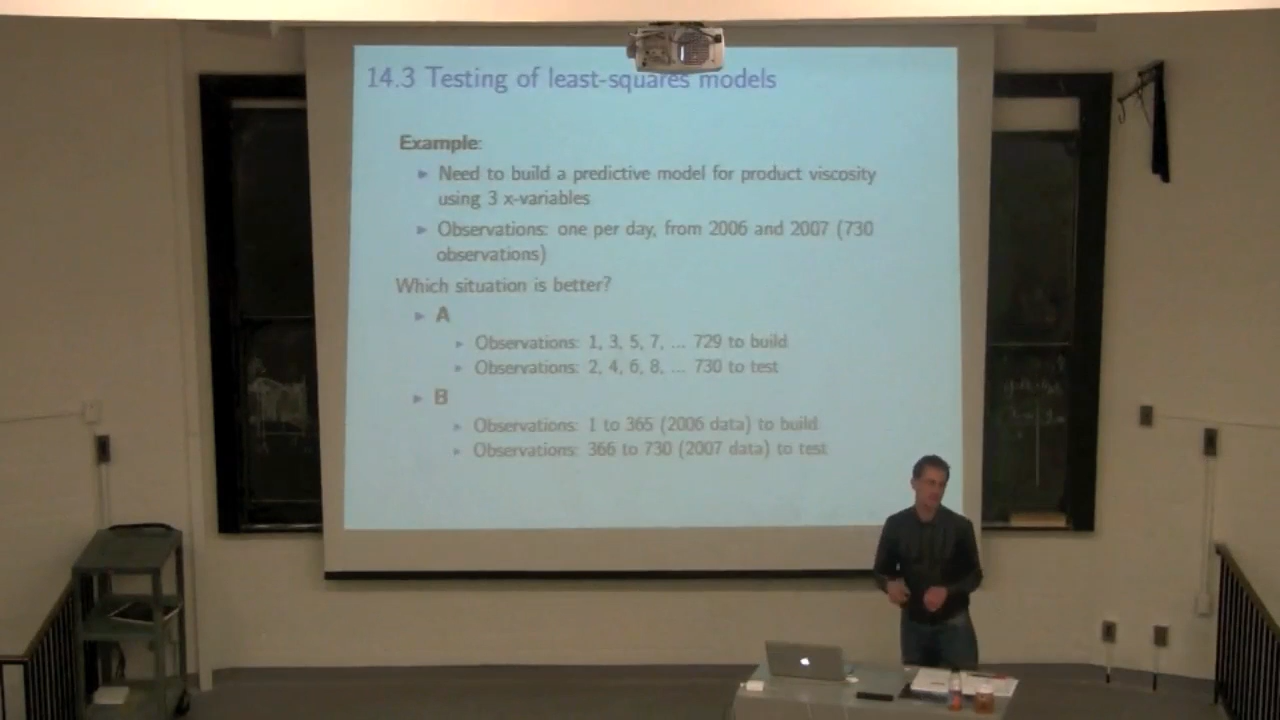 14.3 Testing of least-squares models
Example:
Need to build a predictive model for product viscosity
using 3 x-variables
Observations: one per day, from 2006 and 2007 (730
observations)
Which situation is better?
A
Observations: 1, 3, 5, 7, ... 729 to build
Observations: 2, 4, 6, 8, ... 730 to test
B
Observations: 1 to 365 (2006 data) to build
Observations: 366 to 730 (2007 data) to test